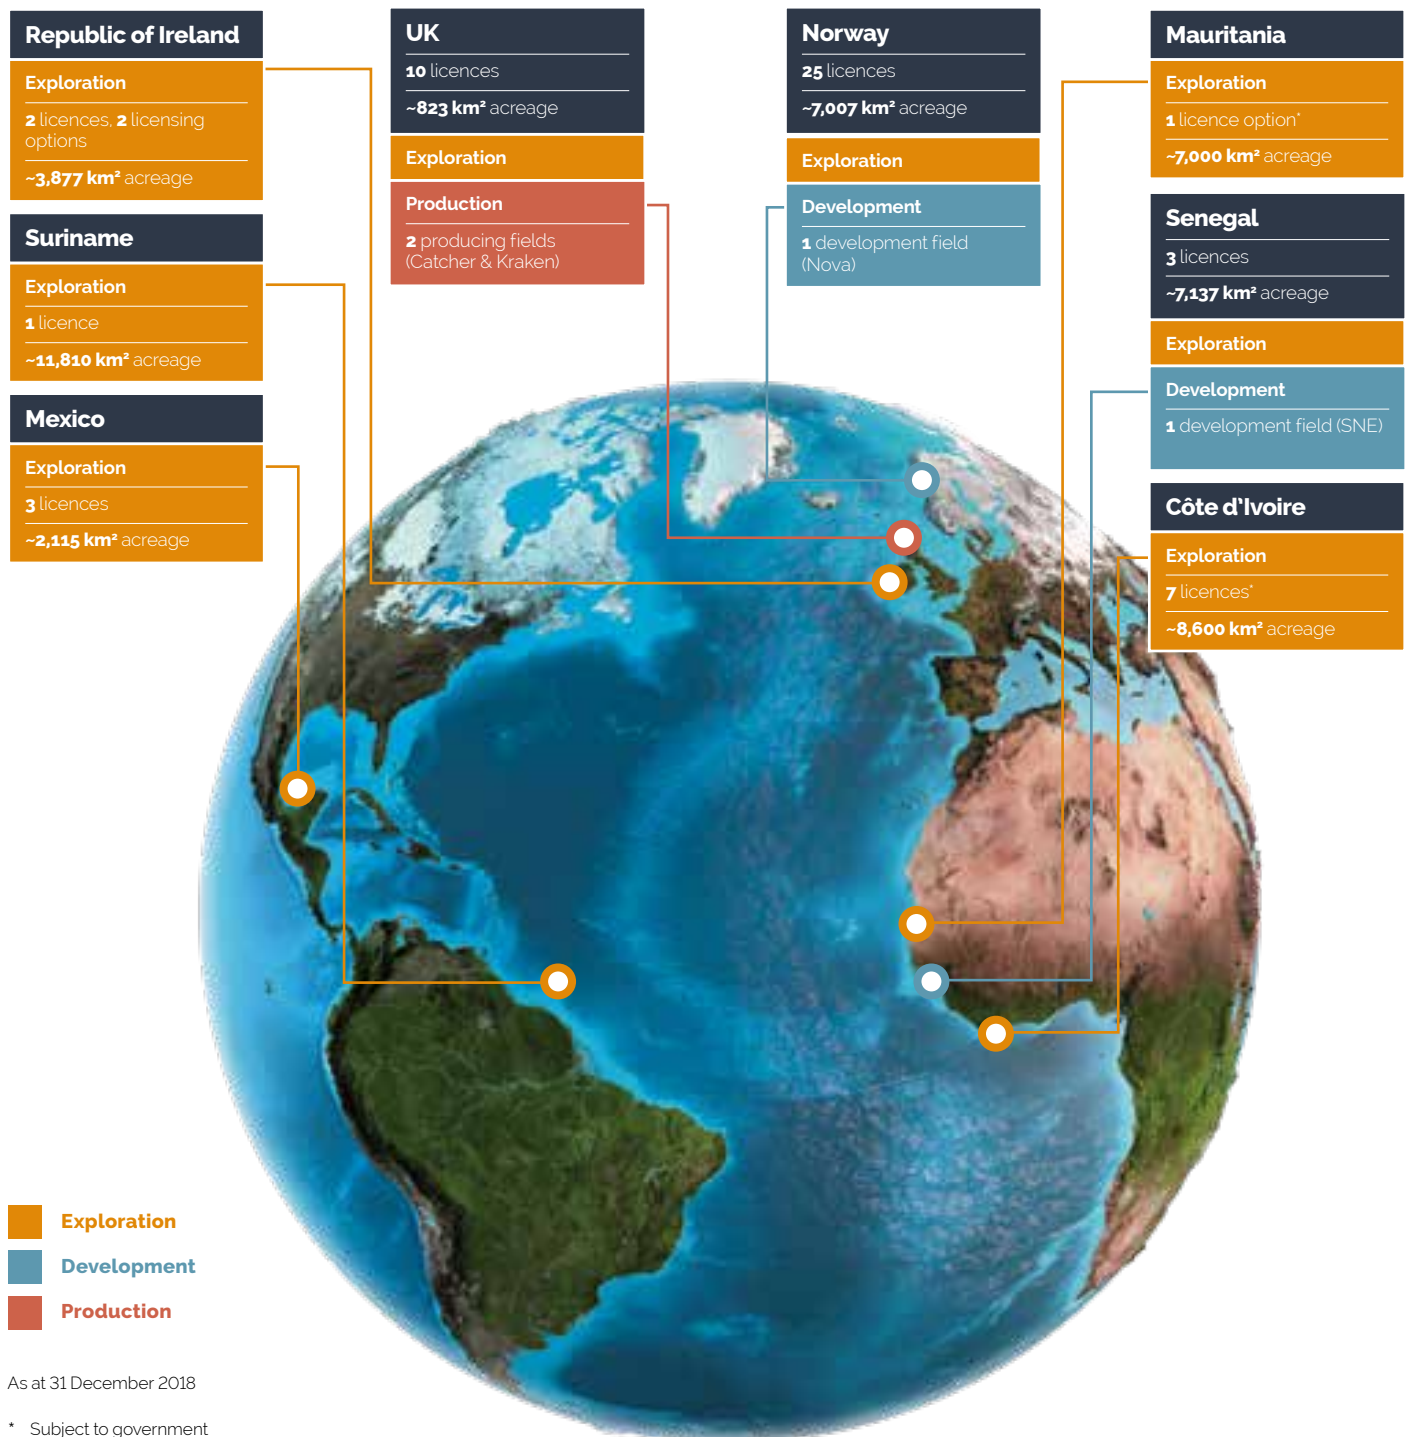 Republic of Ireland
Exploration
2 licences, 2 licensing
options
~3,877 km² acreage
Suriname
Exploration
1 licence
~11,810 km² acreage
Mexico
Exploration
3 licences
~2,115 km² acreage
UK
10 licences
~823 km² acreage
Exploration
Production
2 producing fields
(Catcher & Kraken)
Norway
25 licences
~7,007 km² acreage
Exploration
Development
1 development field
(Nova)
Mauritania
Exploration
1 licence option*
~7,000 km² acreage
Senegal
3 licences
~7,137 km² acreage
Exploration
Development
1 development field (SNE)
Côte d'Ivoire
Exploration
7 licences*
~8,600 km² acreage
Exploration
Development
Production
As at 31 December 2018
* Subject to government